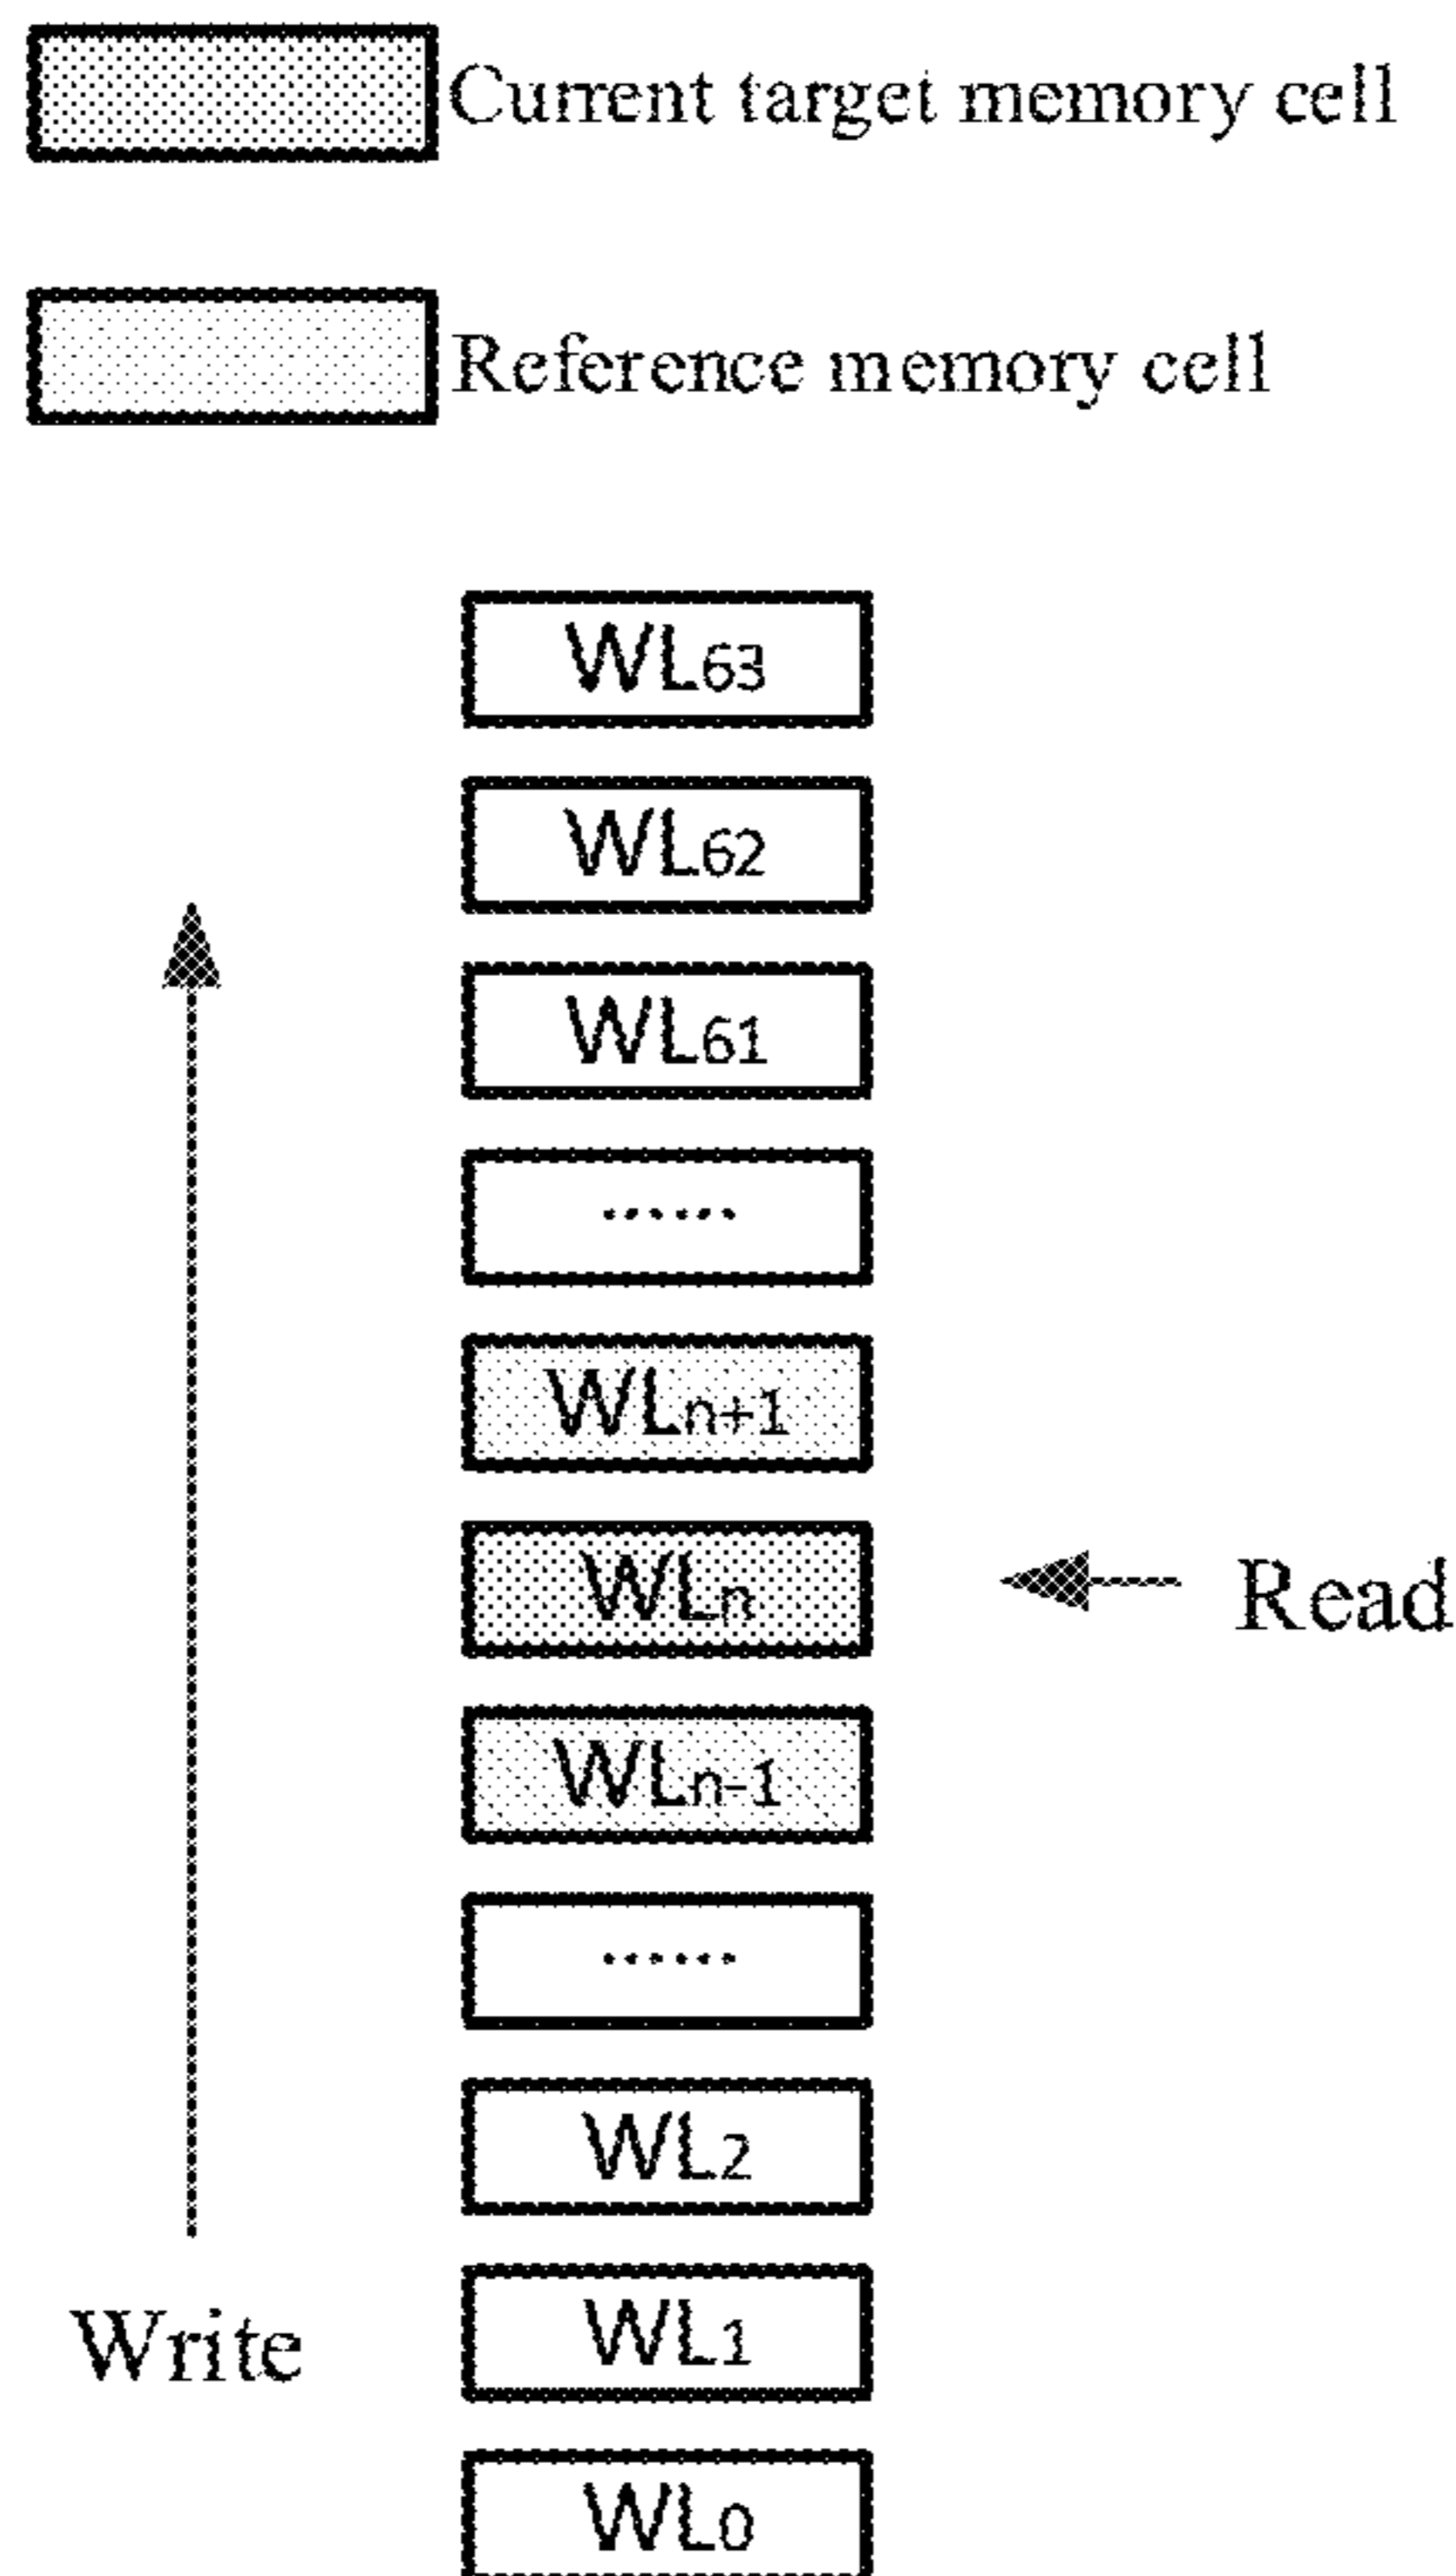 Current target memory cell
Reference memory cell
WL63
WL62
WL61
......
WLn+1
WLn
Read
WLn-1
......
WL2
WL1
Write
WL0